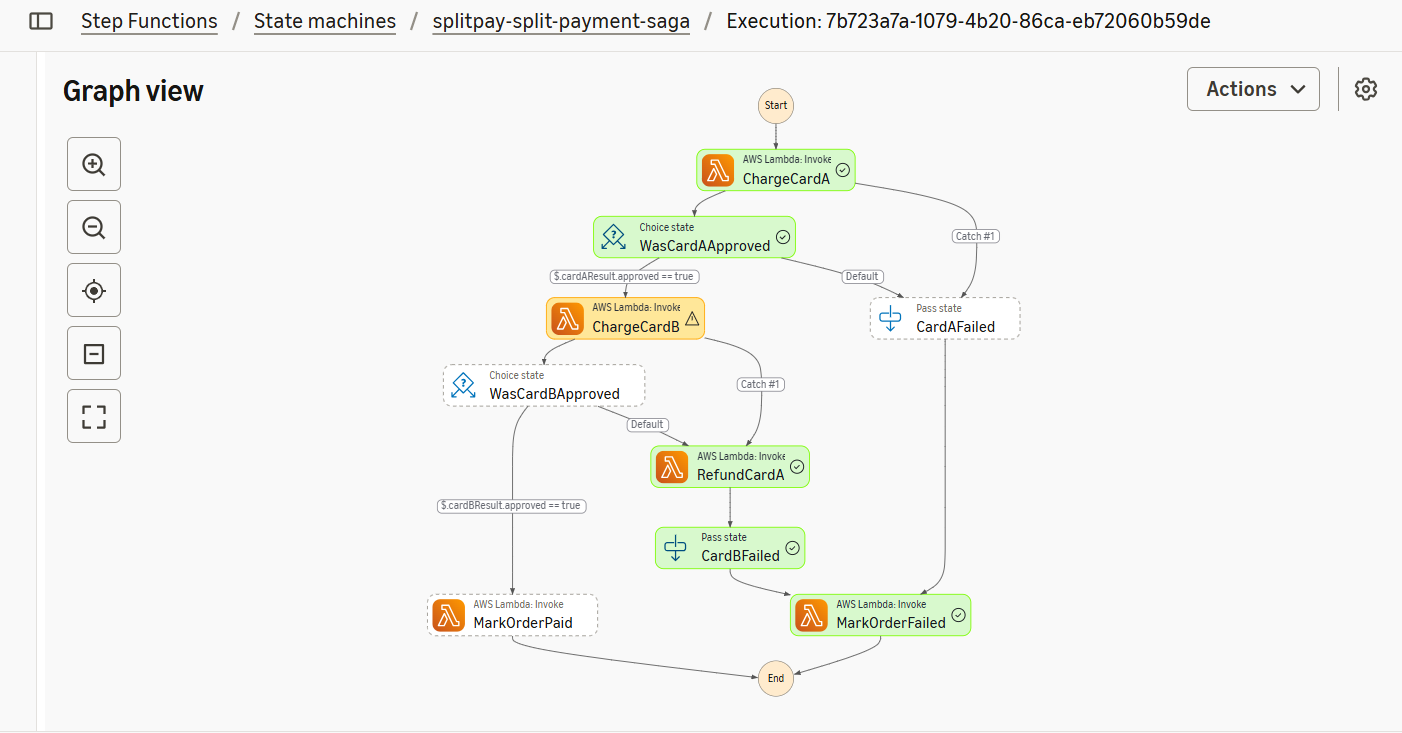 Step Functions / State machines / splitpay-split-payment-saga / Execution: 7b723a7a-1079-4b20-86ca-eb72060b59de
Graph view
Actions
Start
AWS Lambda: Invoke
ChargeCardA
Choice state
WasCardAApproved
Catch #1
$.cardAResult.approved == true
Default
AWS Lambda: Invoke
ChargeCardB
Pass state
CardAFailed
Choice state
WasCardBApproved
Catch #1
Default
AWS Lambda: Invoke
RefundCardA
$.cardBResult.approved == true
Pass state
CardBFailed
AWS Lambda: Invoke
MarkOrderPaid
AWS Lambda: Invoke
MarkOrderFailed
End